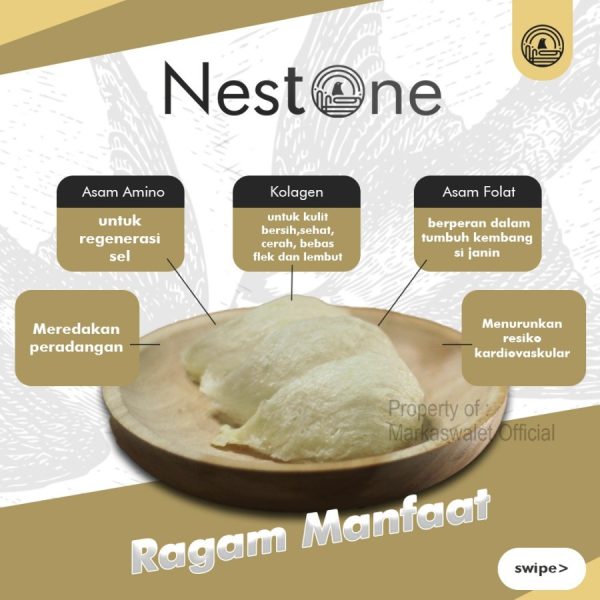 NestOne
Asam Amino
untuk
regenerasi
sel
Kolagen
untuk kulit
bersih,sehat,
cerah, bebas
flek dan lembut
Asam Folat
berperan dalam
tumbuh kembang
si janin
Meredakan
peradangan
Menurunkan
resiko
kardiovaskular
Property of :
Markaswalet Official
Ragam Manfaat
swipe>